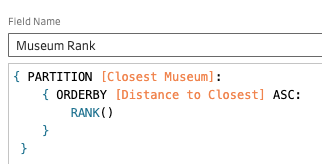 Field Name
Museum Rank
{ PARTITION [Closest Museum]:
{ ORDERBY [Distance to Closest] ASC:
RANK()
}
}